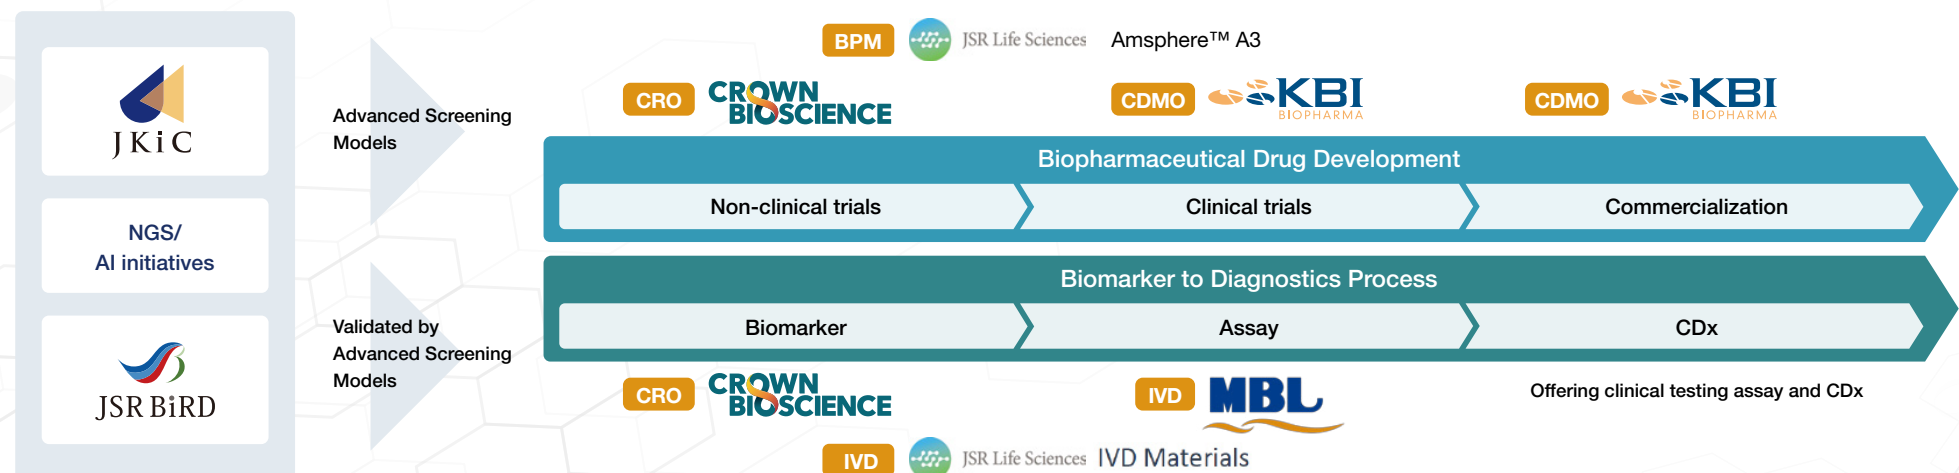 JKiC
NGS/
AI initiatives
JSR BiRD
Advanced Screening
Models
Validated by
Advanced Screening
Models
BPM JSR Life Sciences Amsphere™ A3
CRO CROWN
BIOSCIENCE
CDMO KBI
BIOPHARMA
CDMO KBI
BIOPHARMA
Biopharmaceutical Drug Development
Non-clinical trials
Clinical trials
Commercialization
Biomarker to Diagnostics Process
Biomarker
Assay
CDx
CRO CROWN
BIOSCIENCE
IVD MBL
Offering clinical testing assay and CDx
IVD JSR Life Sciences IVD Materials